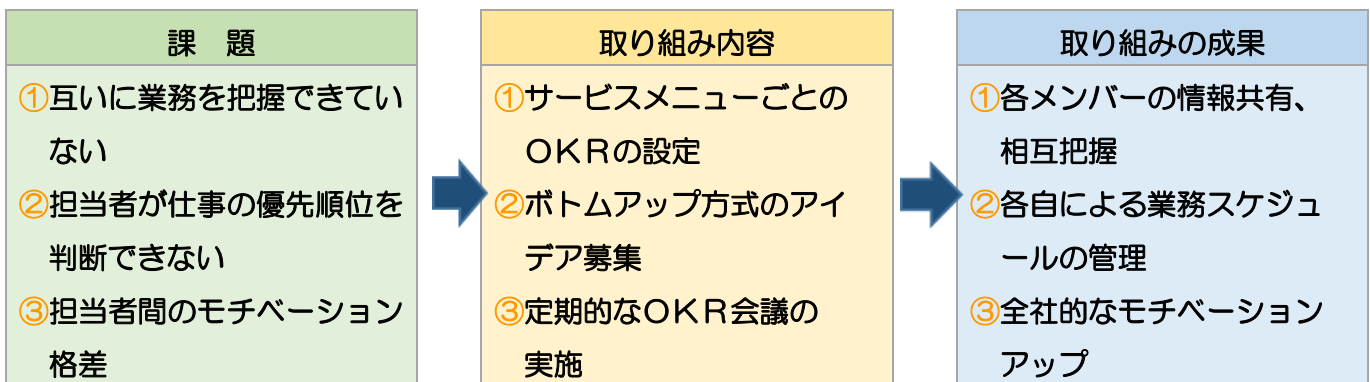 課　題
①互いに業務を把握できてい
ない
②担当者が仕事の優先順位を
判断できない
③担当者間のモチベーション
格差
取り組み内容
①サービスメニューごとの
ＯＫＲの設定
②ボトムアップ方式のアイ
デア募集
③定期的なＯＫＲ会議の
実施
取り組みの成果
①各メンバーの情報共有、
相互把握
②各自による業務スケジュ
ールの管理
③全社的なモチベーション
アップ